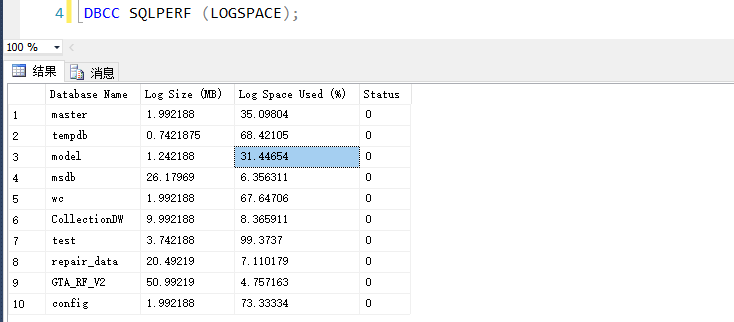 4 DBCC SQLPERF (LOGSPACE);
100 %
结果 消息
Database Name Log Size (MB) Log Space Used (%) Status
1 master 1.992188 35.09804 0
2 tempdb 0.7421875 68.42105 0
3 model 1.242188 31.44654 0
4 msdb 26.17969 6.356311 0
5 wc 1.992188 67.64706 0
6 CollectionDW 9.992188 8.365911 0
7 test 3.742188 99.3737 0
8 repair_data 20.49219 7.110179 0
9 GTA_RF_V2 50.99219 4.757163 0
10 config 1.992188 73.33334 0